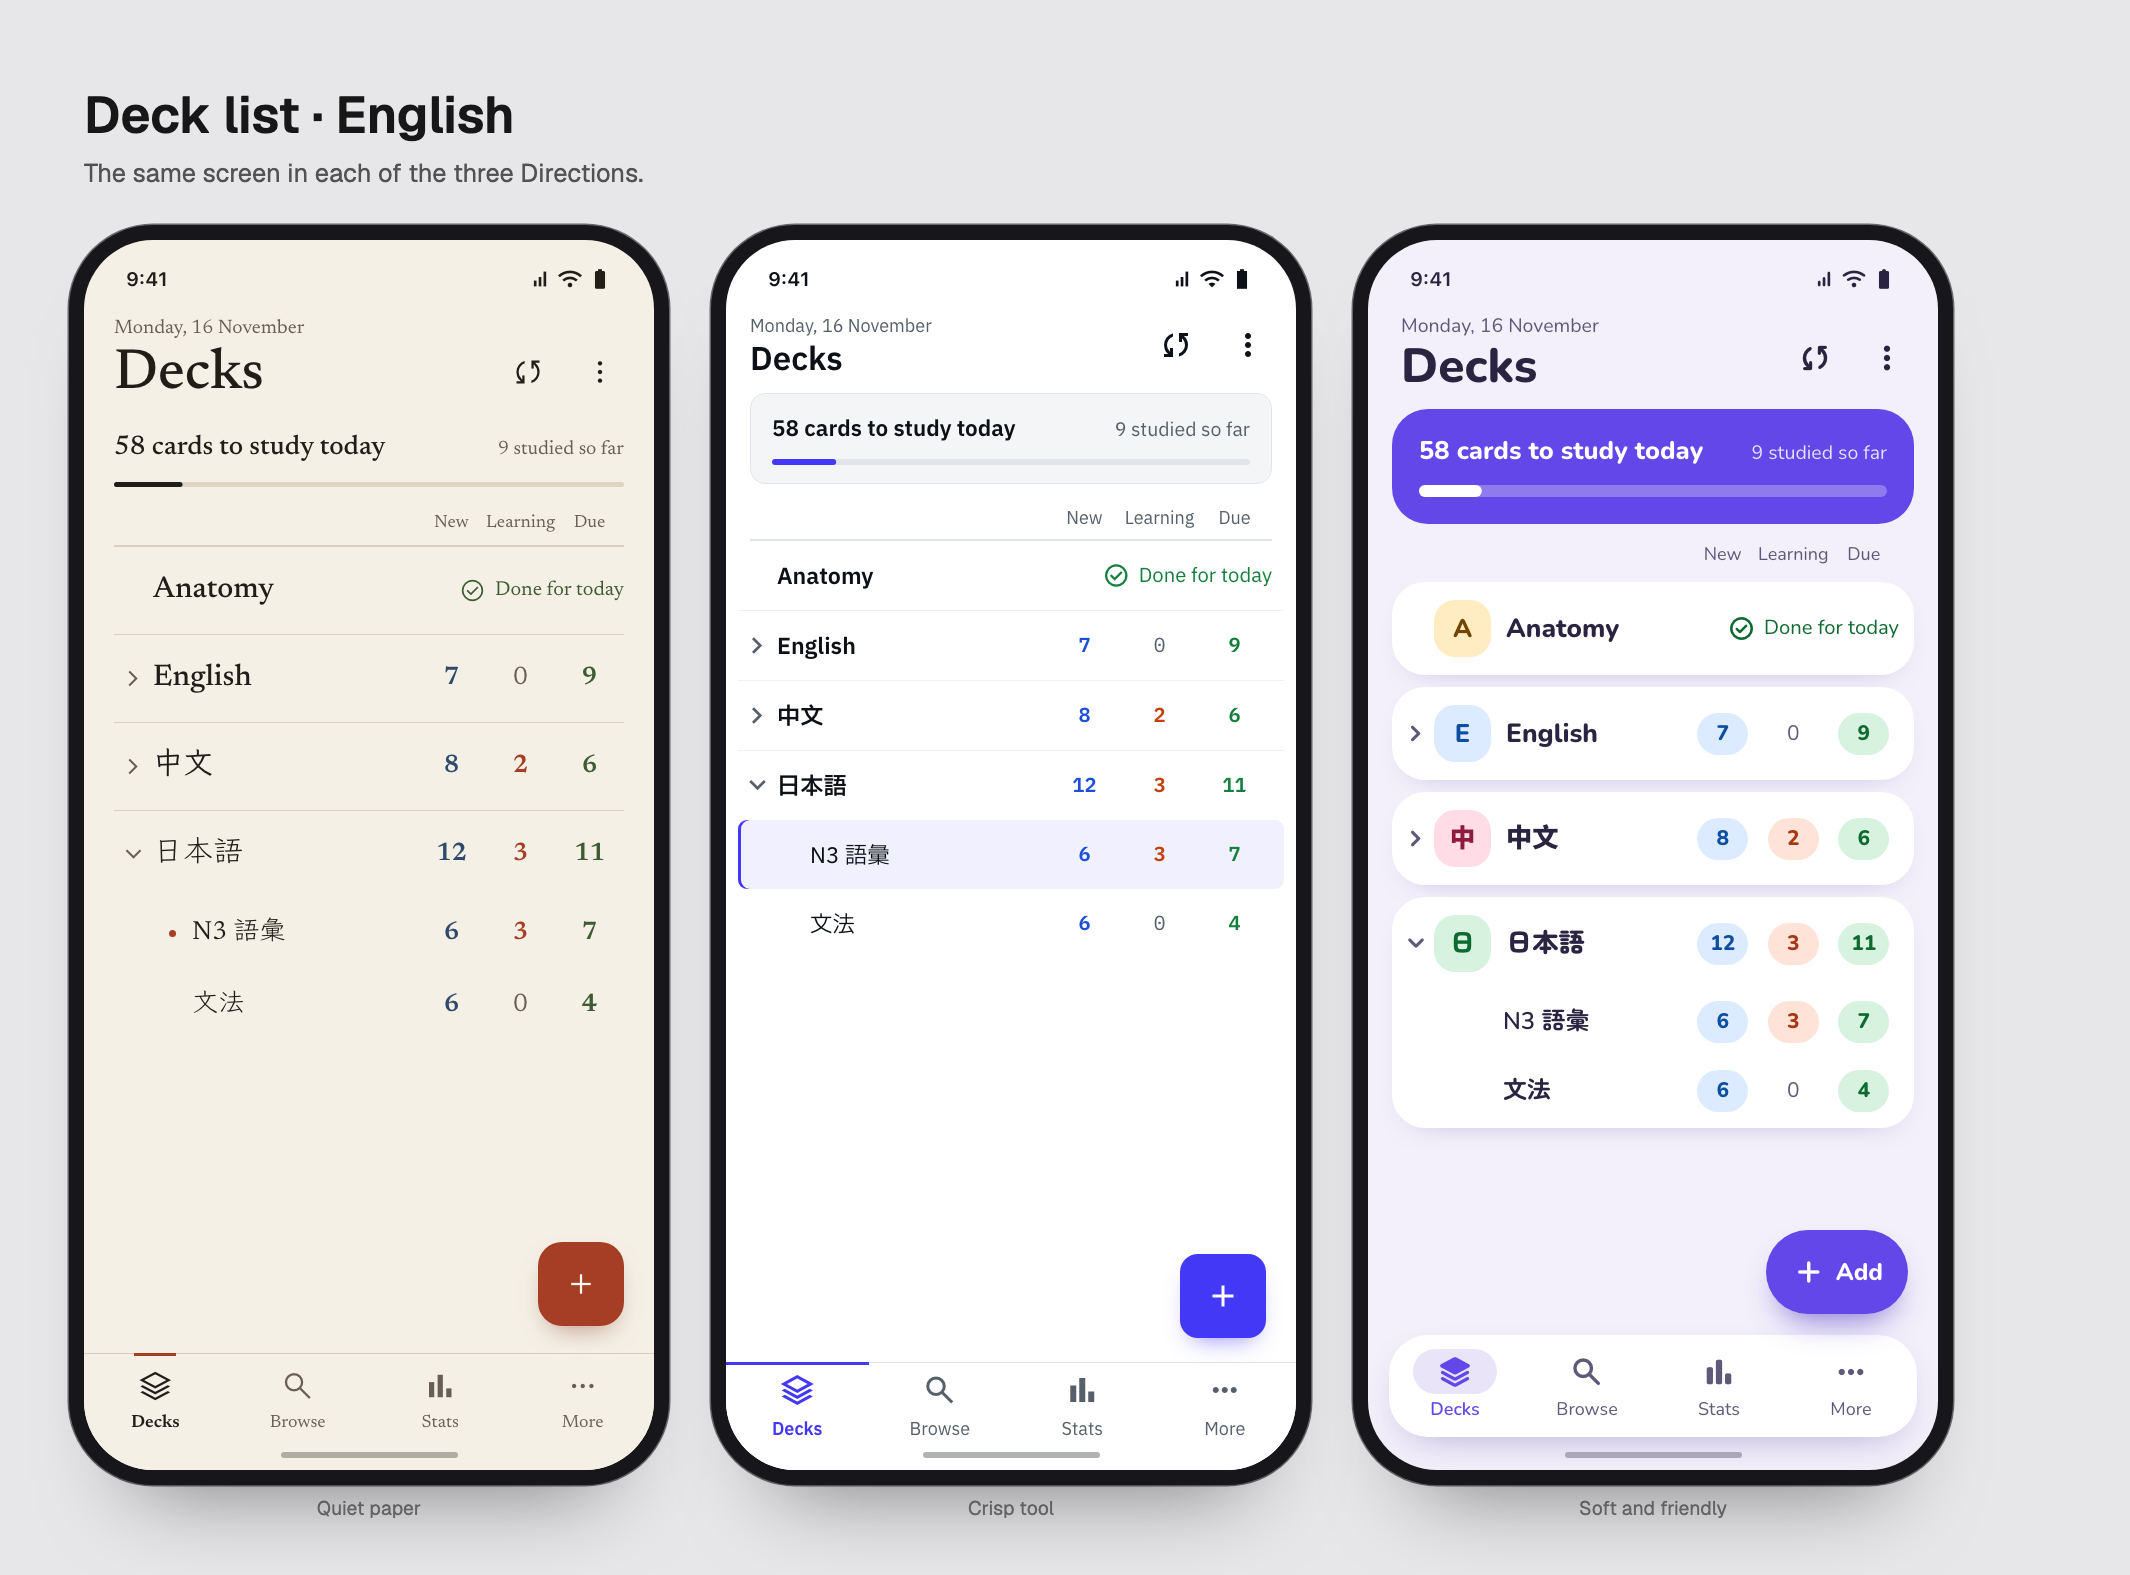 Deck list · English
The same screen in each of the three Directions.
9:41
Monday, 16 November
Decks
58 cards to study today
9 studied so far
New Learning Due
Anatomy Done for today
English 7 0 9
中文 8 2 6
日本語 12 3 11
N3 語彙 6 3 7
文法 6 0 4
Decks Browse Stats More
Quiet paper
9:41
Monday, 16 November
Decks
58 cards to study today
9 studied so far
New Learning Due
Anatomy Done for today
English 7 0 9
中文 8 2 6
日本語 12 3 11
N3 語彙 6 3 7
文法 6 0 4
Decks Browse Stats More
Crisp tool
9:41
Monday, 16 November
Decks
58 cards to study today
9 studied so far
New Learning Due
A Anatomy Done for today
E English 7 0 9
中 中文 8 2 6
日 日本語 12 3 11
N3 語彙 6 3 7
文法 6 0 4
Add
Decks Browse Stats More
Soft and friendly